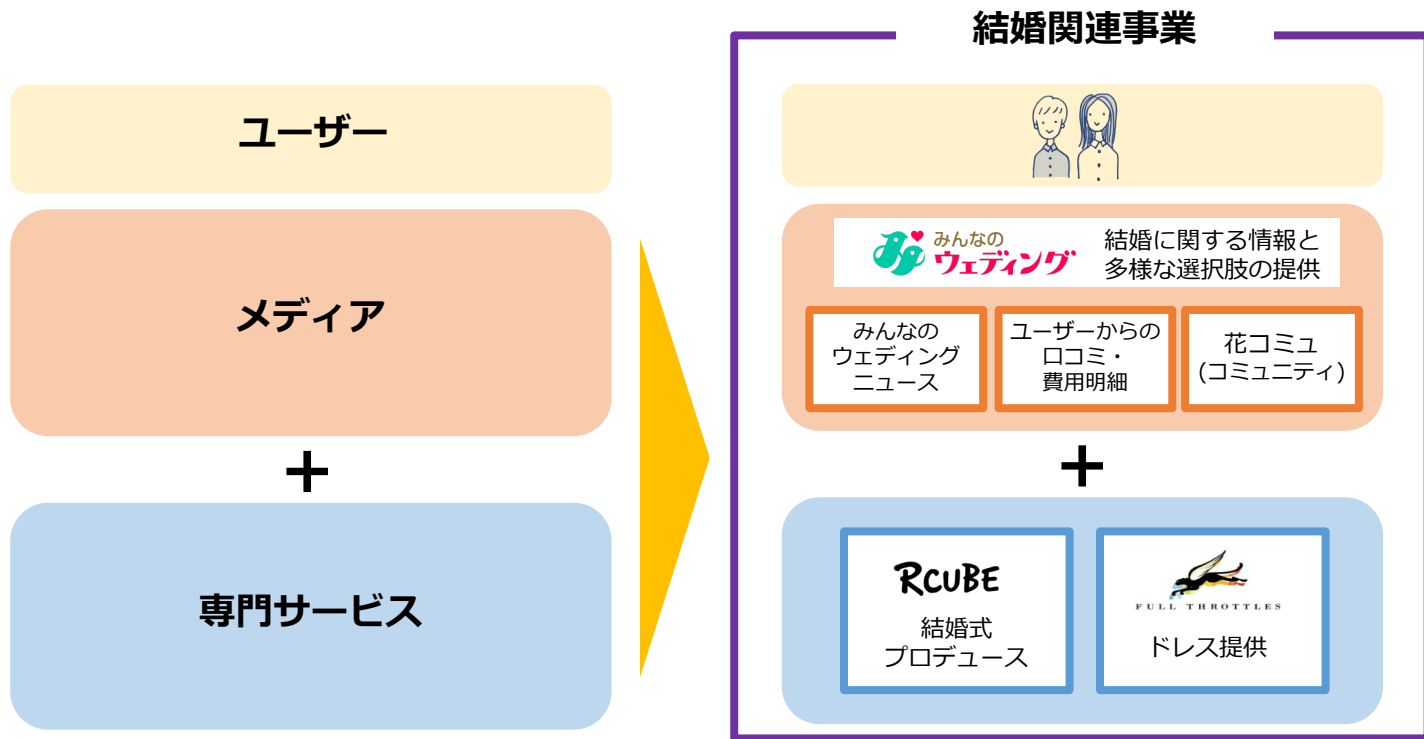 結婚関連事業
ユーザー
メディア
+
専門サービス
みんなの
ウェディング
結婚に関する情報と
多様な選択肢の提供
みんなの
ウェディング
ニュース
ユーザーからの
口コミ・
費用明細
花コミュ
(コミュニティ)
+
RCUBE
結婚式
プロデュース
FULL THROTTLES
ドレス提供